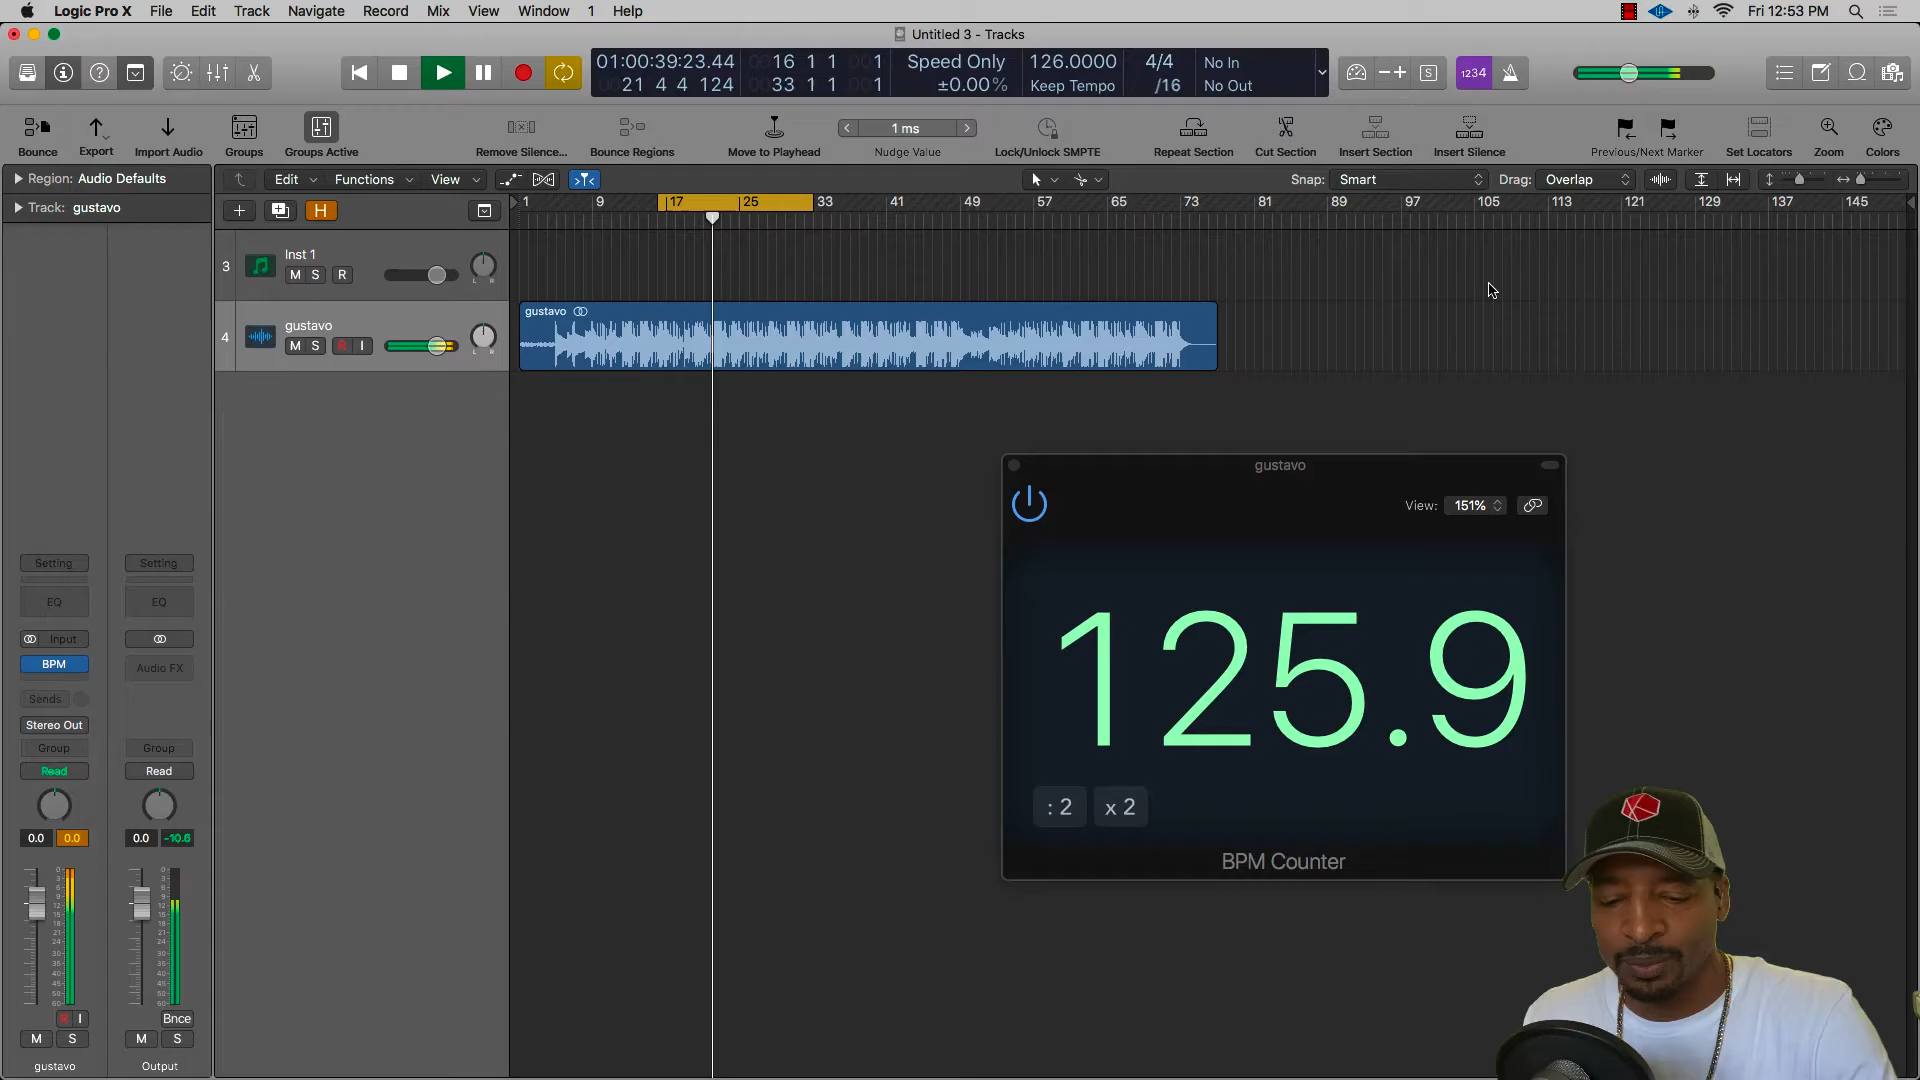 Logic Pro X File Edit Track Navigate Record Mix View Window 1 Help Fri 12:53 PM
Untitled 3 - Tracks
01:00:39:23.44 16 1 1 1 Speed Only 126.0000 4/4 No In
21 4 4 124 33 1 1 1 ±0.00% Keep Tempo /16 No Out
S 1234
1 ms
Bounce Export Import Audio Groups Groups Active Remove Silence... Bounce Regions Move to Playhead Nudge Value Lock/Unlock SMPTE Repeat Section Cut Section Insert Section Insert Silence Previous/Next Marker Set Locators Zoom Colors
Region: Audio Defaults Edit Functions View Snap: Smart Drag: Overlap
Track: gustavo H 1 9 17 25 33 41 49 57 65 73 81 89 97 105 113 121 129 137 145
3 Inst 1
M S R L R
4 gustavo
M S R I L R
gustavo
gustavo
View: 151%
125.9
: 2 x 2
BPM Counter
Setting Setting
EQ EQ
Input
BPM Audio FX
Sends
Stereo Out
Group Group
Read Read
0.0 0.0 0.0 -10.6
R I Bnce
M S M S
gustavo Output